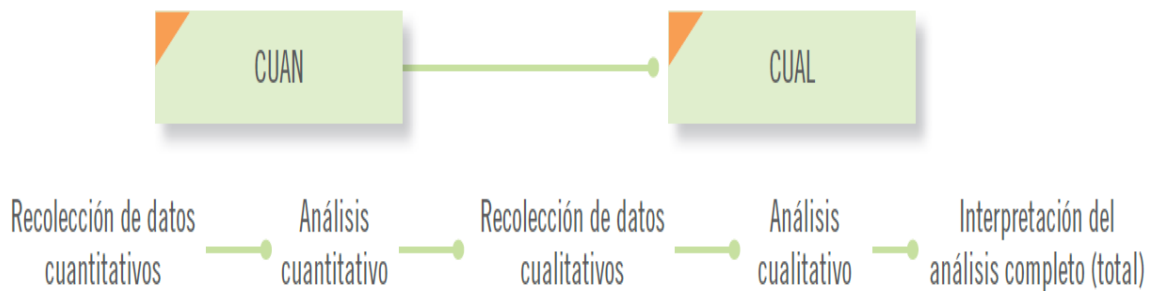 CUAN
CUAL
Recolección de datos
cuantitativos
Análisis
cuantitativo
Recolección de datos
cualitativos
Análisis
cualitativo
Interpretación del
análisis completo (total)